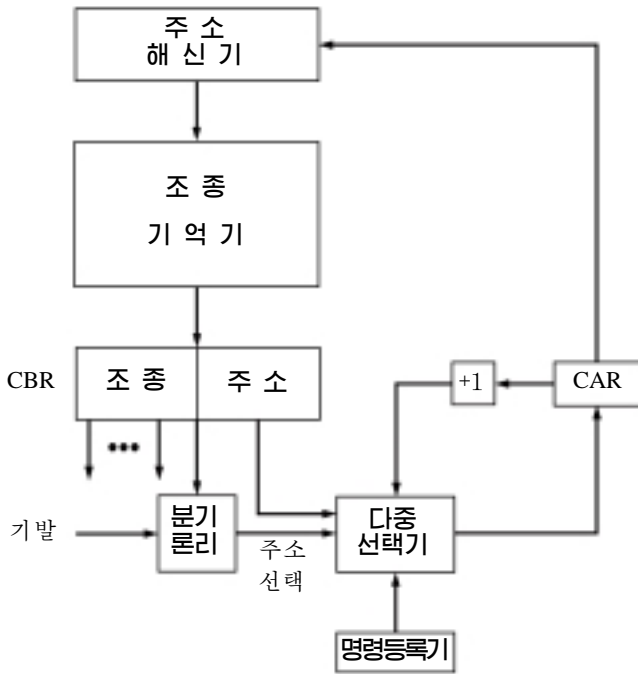 주 소
해 신 기
조 종
기 억 기
CBR
조 종
주 소
+1
CAR
•••
기발
분기
론리
주소
선택
다중
선택기
명령등록기